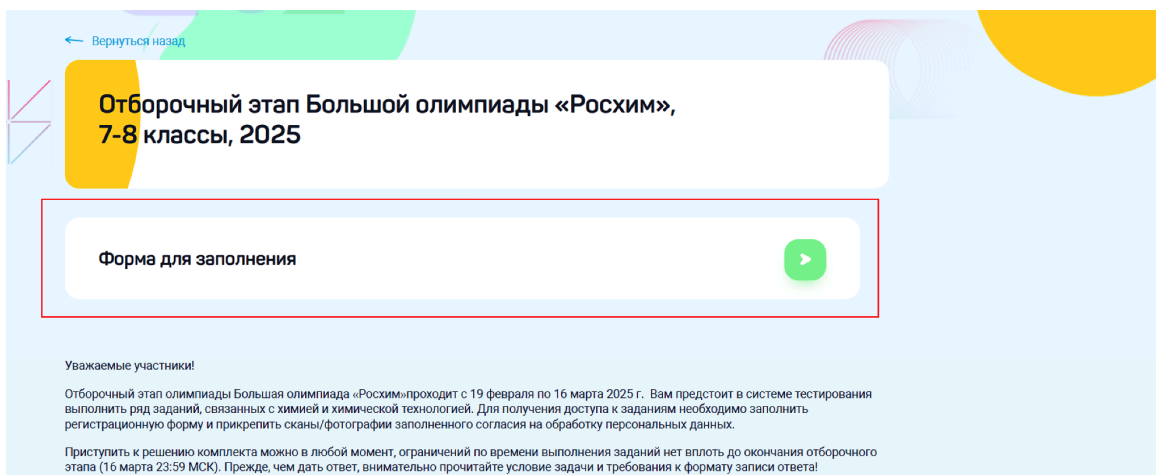 Вернуться назад
Отборочный этап Большой олимпиады «Росхим»,
7-8 классы, 2025
Форма для заполнения
Уважаемые участники!
Отборочный этап олимпиады Большая олимпиада «Росхим»проходит с 19 февраля по 16 марта 2025 г. Вам предстоит в системе тестирования
выполнить ряд заданий, связанных с химией и химической технологией. Для получения доступа к заданиям необходимо заполнить
регистрационную форму и прикрепить сканы/фотографии заполненного согласия на обработку персональных данных.
Приступить к решению комплекта можно в любой момент, ограничений по времени выполнения заданий нет вплоть до окончания отборочного
этапа (16 марта 23:59 МСК). Прежде, чем дать ответ, внимательно прочитайте условие задачи и требования к формату записи ответа!